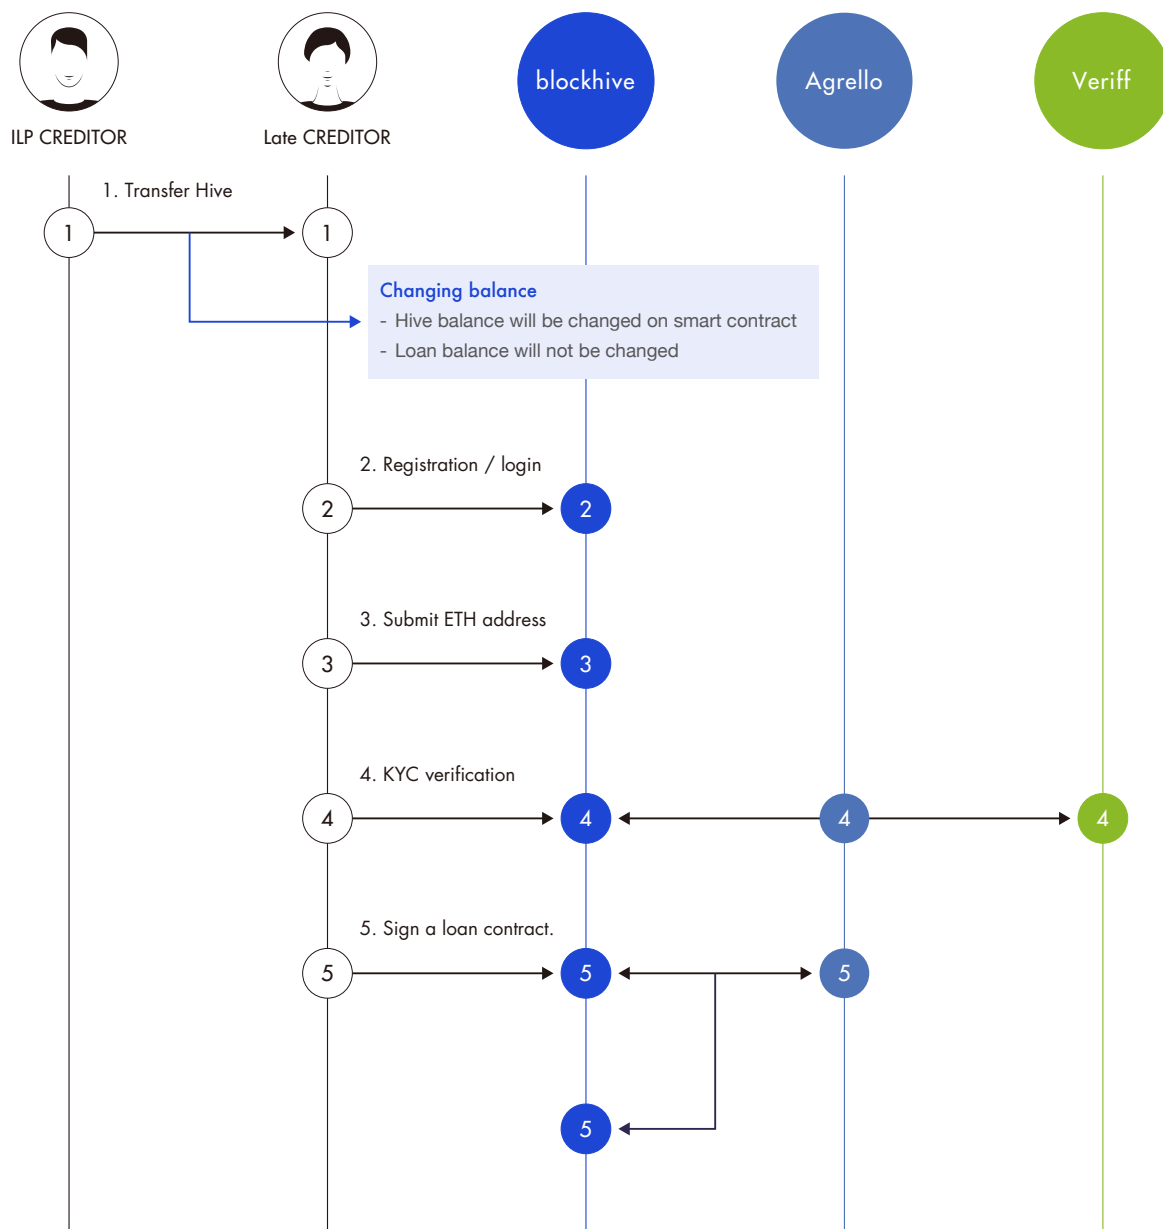 blockhive
Agrello
Veriff
ILP CREDITOR
Late CREDITOR
1. Transfer Hive
1
1
Changing balance
- Hive balance will be changed on smart contract
- Loan balance will not be changed
2. Registration / login
2
2
3. Submit ETH address
3
3
4. KYC verification
4
4
4
4
5. Sign a loan contract.
5
5
5
5